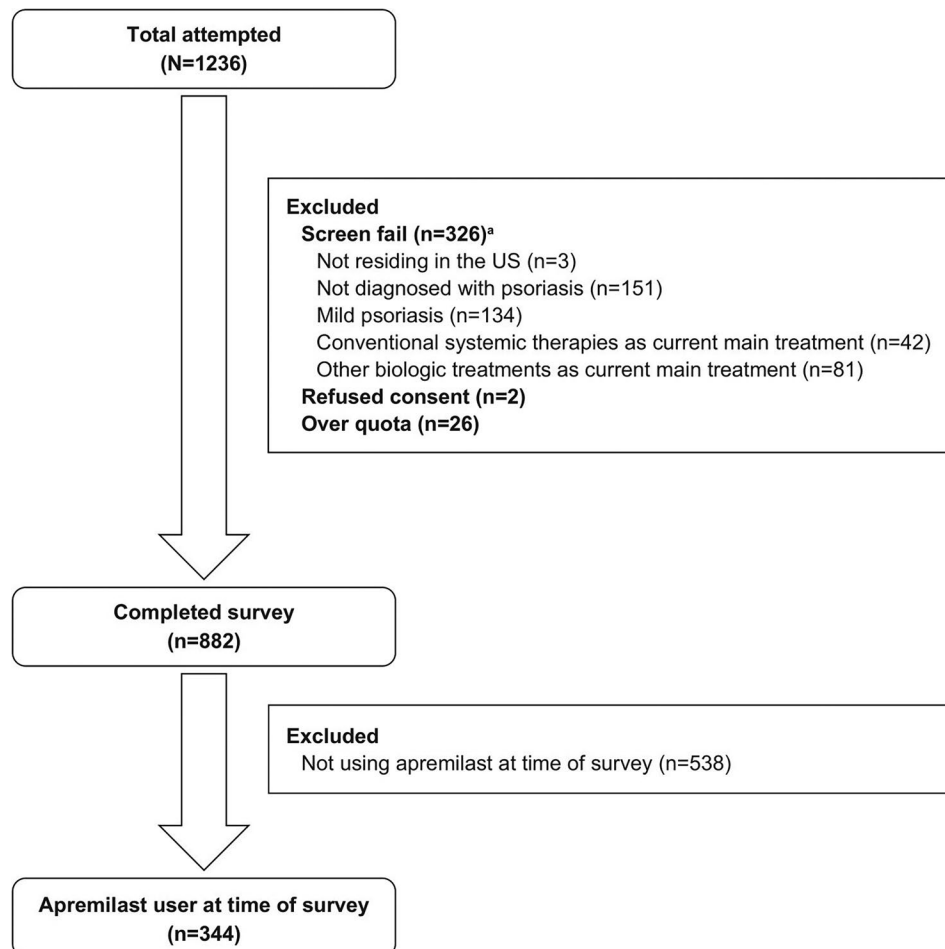 Total attempted
(N=1236)
Excluded
Screen fail (n=326)ᵃ
Not residing in the US (n=3)
Not diagnosed with psoriasis (n=151)
Mild psoriasis (n=134)
Conventional systemic therapies as current main treatment (n=42)
Other biologic treatments as current main treatment (n=81)
Refused consent (n=2)
Over quota (n=26)
Completed survey
(n=882)
Excluded
Not using apremilast at time of survey (n=538)
Apremilast user at time of survey
(n=344)